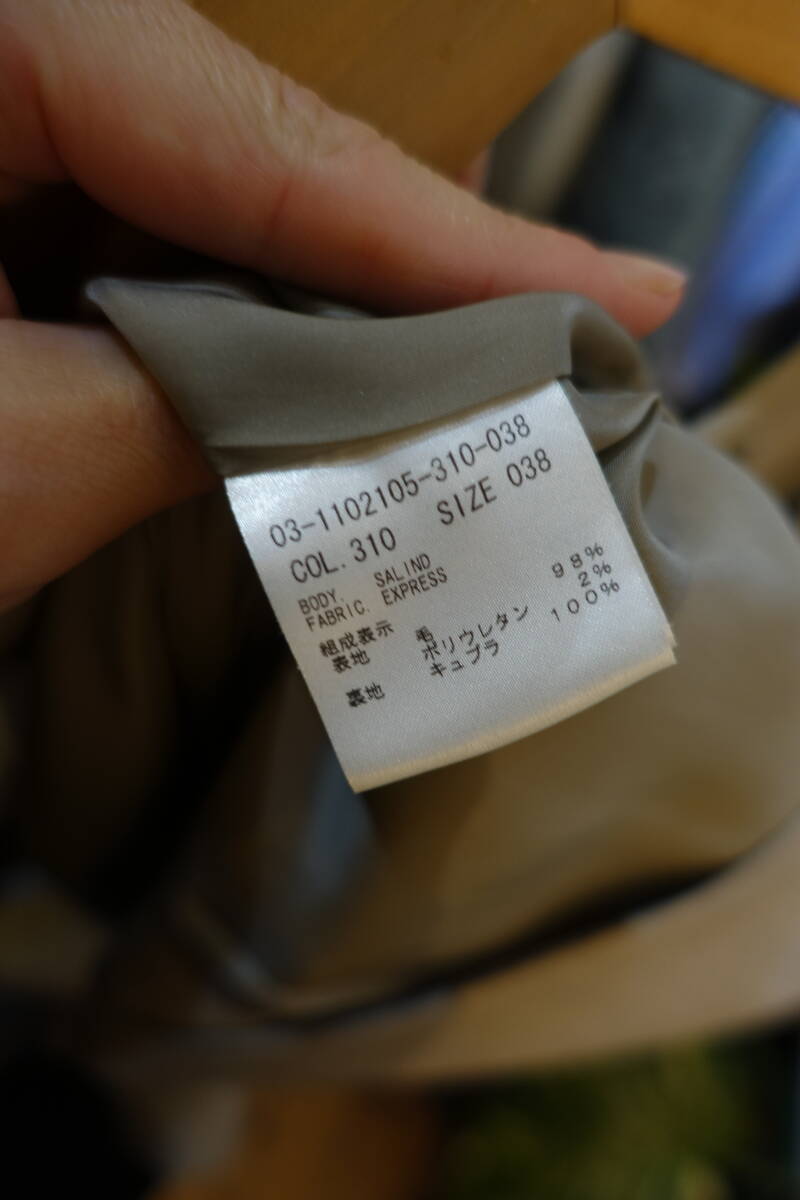 03-1102105-310-038
COL. 310 SIZE 038
BODY. SALIND
FABRIC. EXPRESS
組成表示
表地 毛 98%
ポリウレタン 2%
裏地 キュプラ 100%